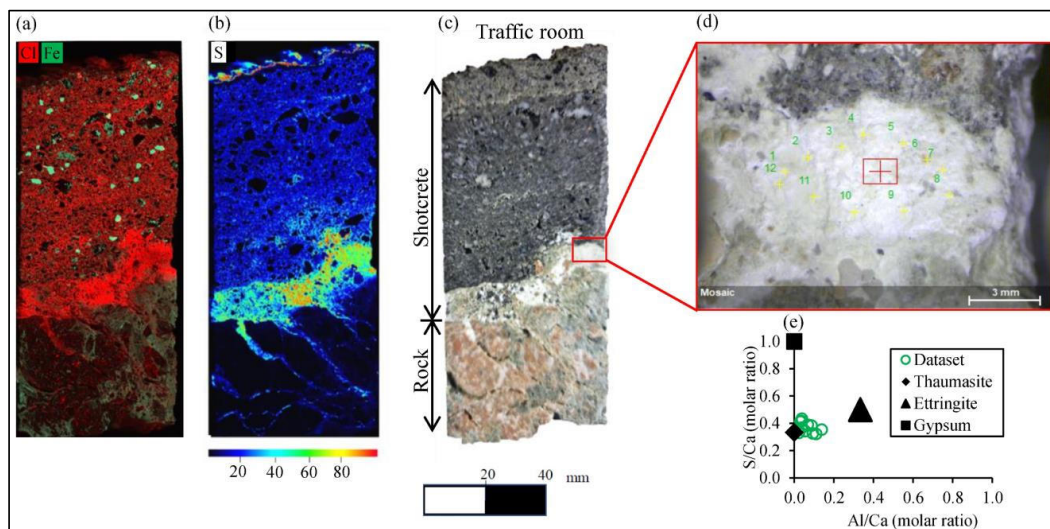 (a)
Cl Fe
(b)
S
20 40 60 80
(c)
Traffic room
Shotcrete
Rock
20 40 mm
(d)
1
2
3
4
5
6
7
8
9
10
11
12
Mosaic
3 mm
(e)
S/Ca (molar ratio)
1.0
0.8
0.6
0.4
0.2
0.0
0.0 0.2 0.4 0.6 0.8 1.0
Al/Ca (molar ratio)
Dataset
Thaumasite
Ettringite
Gypsum